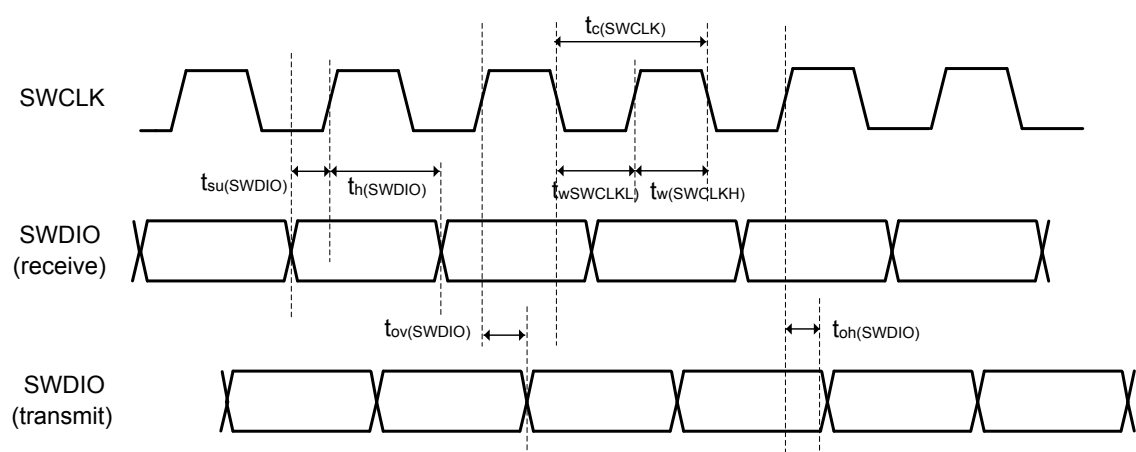 tc(SWCLK)
SWCLK
tsu(SWDIO)
th(SWDIO)
twSWCLKL)
tw(SWCLKH)
SWDIO
(receive)
tov(SWDIO)
toh(SWDIO)
SWDIO
(transmit)